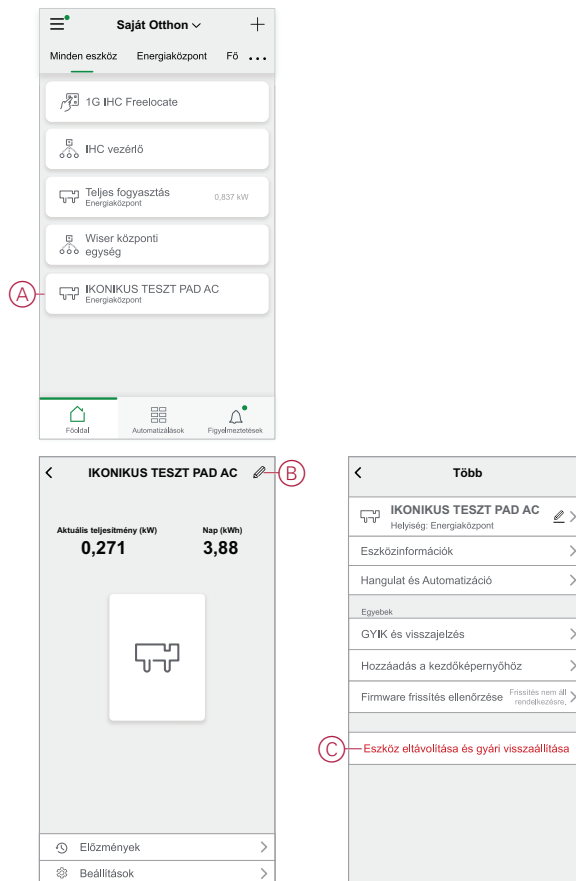 Saját Otthon
Minden eszköz Energiaközpont Fő ...
1G IHC Freelocate
IHC vezérlő
Teljes fogyasztás
Energiaközpont
0,837 kW
Wiser központi
egység
A
IKONIKUS TESZT PAD AC
Energiaközpont
Főoldal Automatizálások Figyelmeztetések
IKONIKUS TESZT PAD AC
B
Aktuális teljesítmény (kW) Nap (kWh)
0,271 3,88
Előzmények
Beállítások
Több
IKONIKUS TESZT PAD AC
Helyiség: Energiaközpont
Eszközinformációk
Hangulat és Automatizáció
Egyebek
GYIK és visszajelzés
Hozzáadás a kezdőképernyőhöz
Firmware frissítés ellenőrzése
Frissítés nem áll
rendelkezésre.
C
Eszköz eltávolítása és gyári visszaállítása